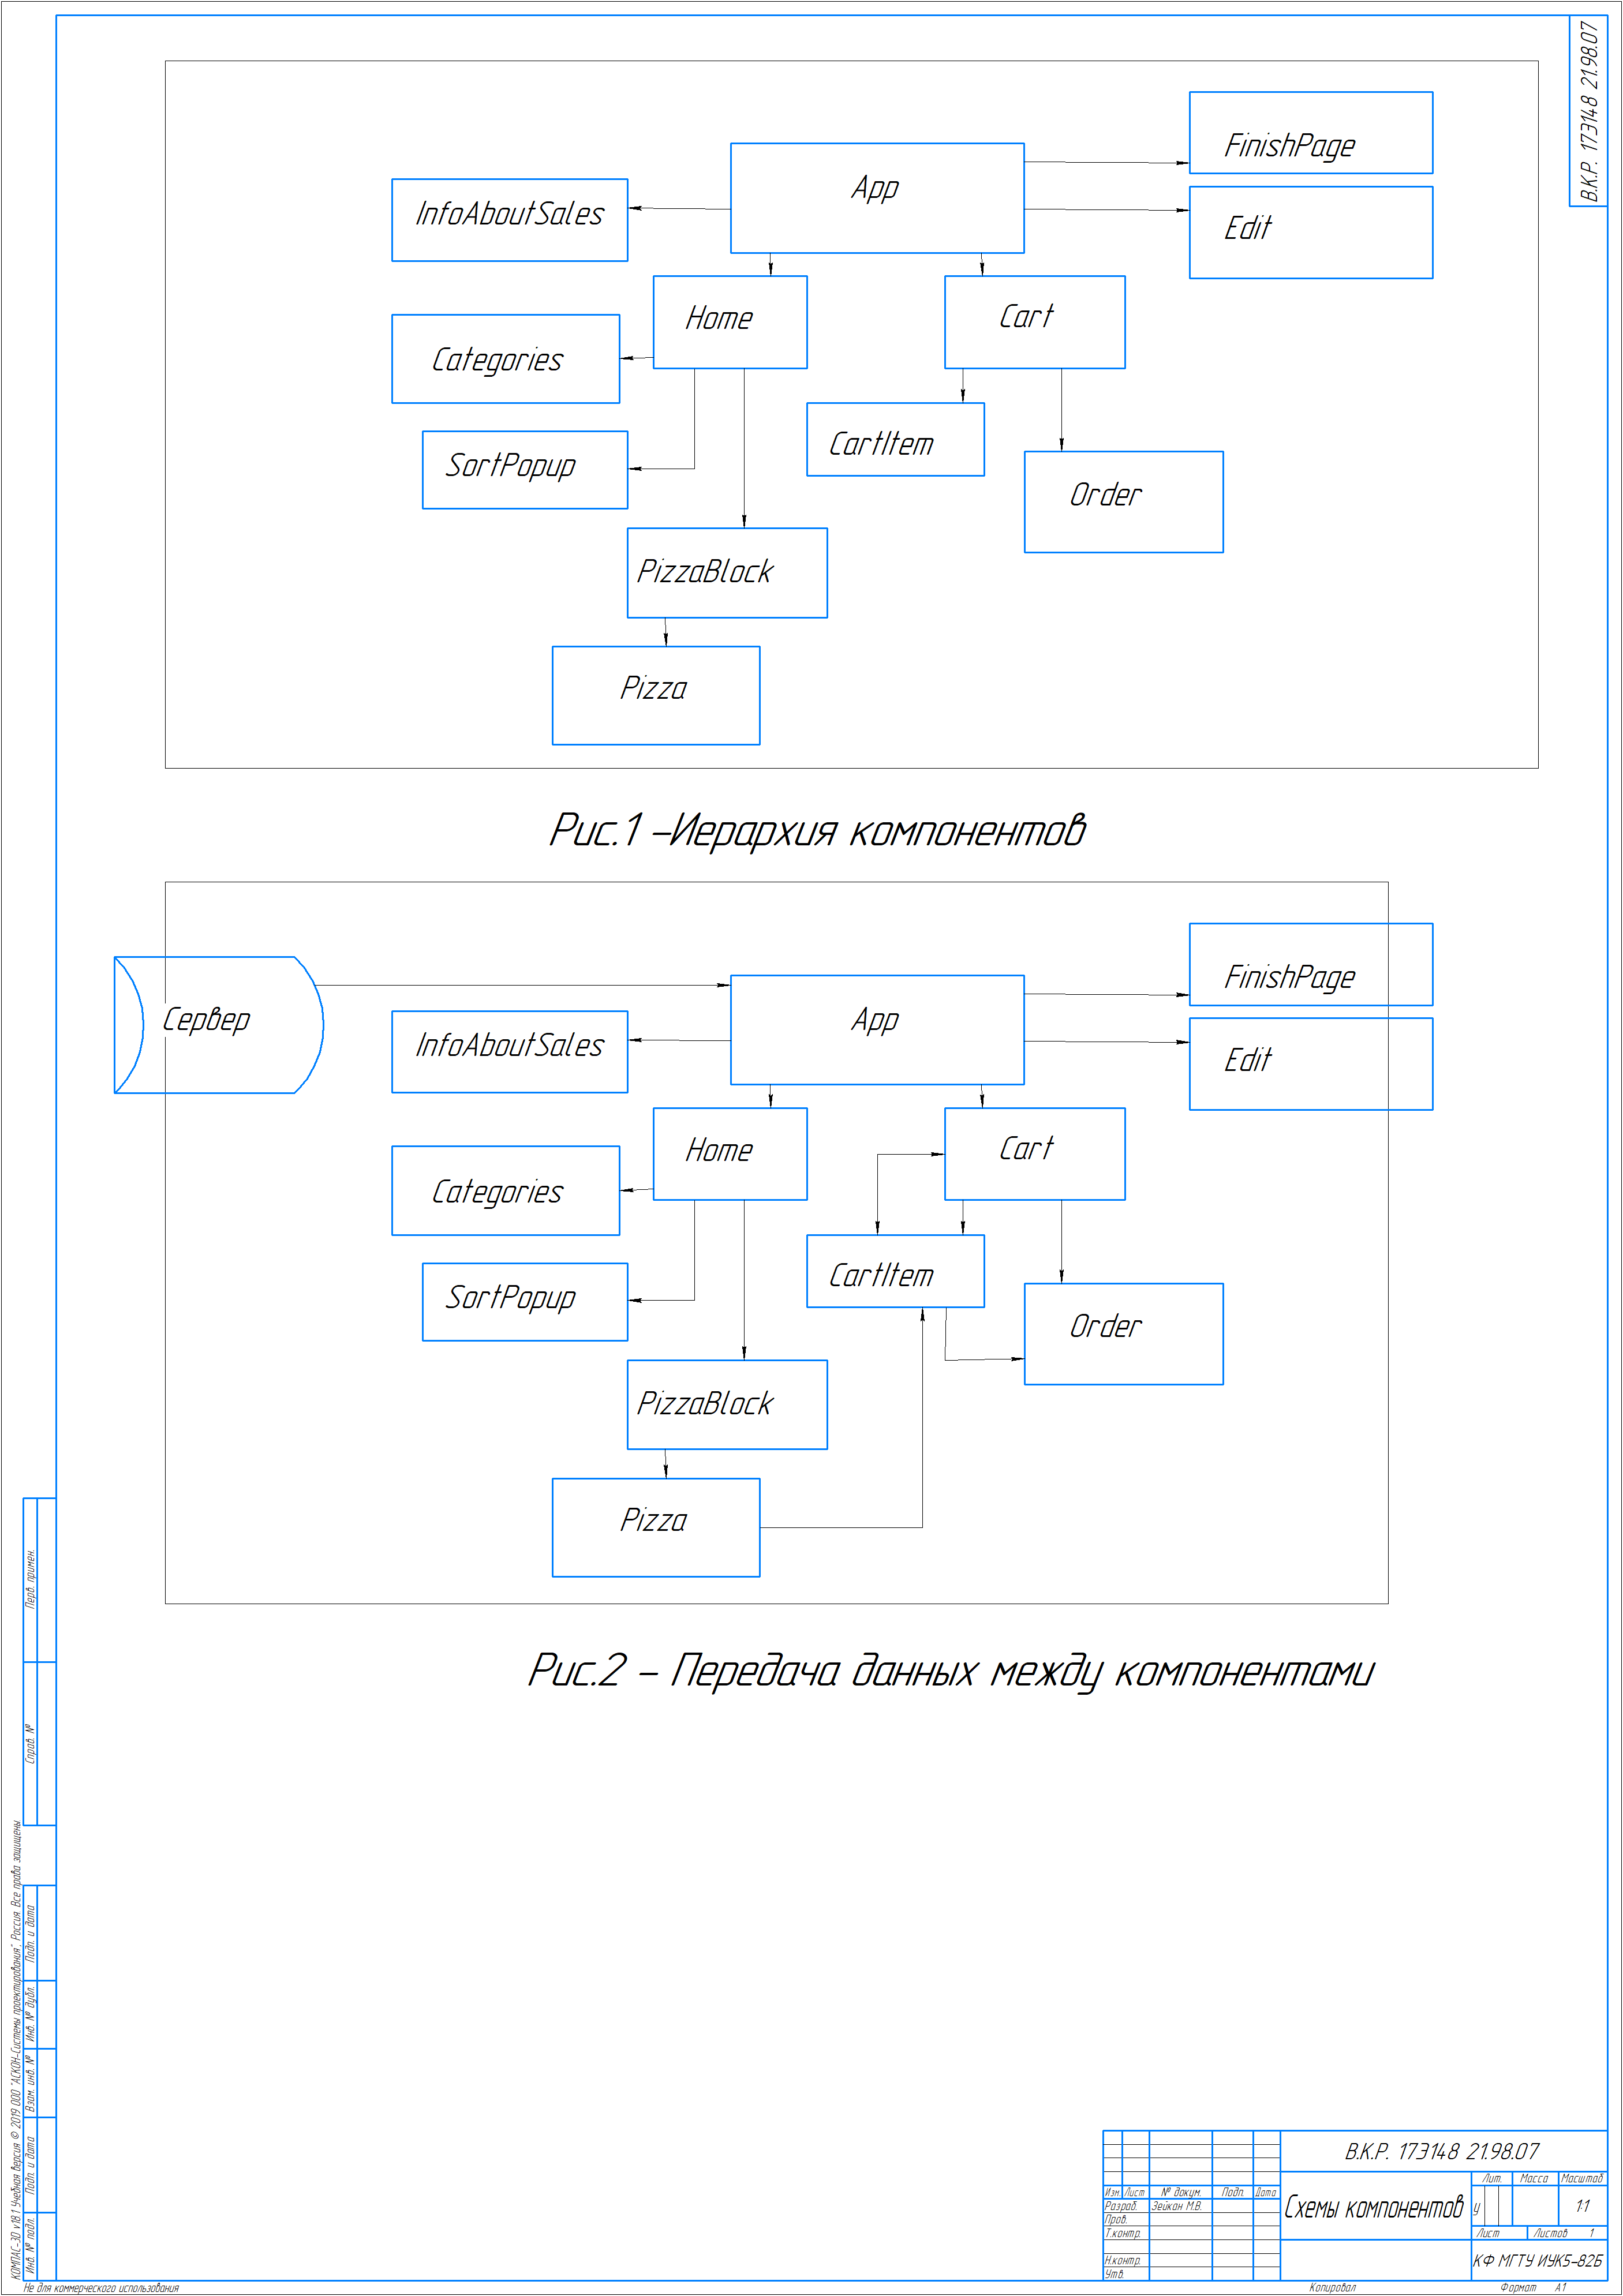 В.К.Р. 173148 21.98.07
FinishPage
App
InfoAboutSales
Edit
Home
Cart
Categories
CartItem
SortPopup
Order
PizzaBlock
Pizza
Рис.1 -Иерархия компонентов
FinishPage
Сервер
App
InfoAboutSales
Edit
Home
Cart
Categories
CartItem
SortPopup
Order
PizzaBlock
Pizza
Рис.2 - Передача данных между компонентами
Перв. примен.
Справ. №
Подп. и дата
Инв. № дубл.
Взам. инв. №
Подп. и дата
Инв. № подл.
КОМПАС-3D v18.1 Учебная версия © 2019 ООО "АСКОН-Системы проектирования", Россия. Все права защищены.
В.К.Р. 173148 21.98.07
Лит. Масса Масштаб
Изм. Лист № докум. Подп. Дата
Разраб. Зейкан М.В.
Схемы компонентов
у 1:1
Пров.
Т.контр.
Лист Листов 1
Н.контр.
КФ МГТУ ИУК5-82Б
Утв.
Не для коммерческого использования
Копировал Формат А1